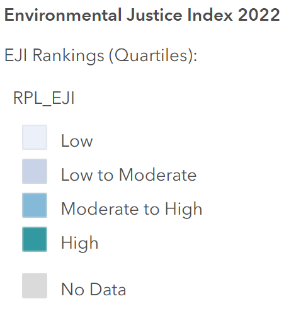 Environmental Justice Index 2022
EJI Rankings (Quartiles):
RPL_EJI
Low
Low to Moderate
Moderate to High
High
No Data